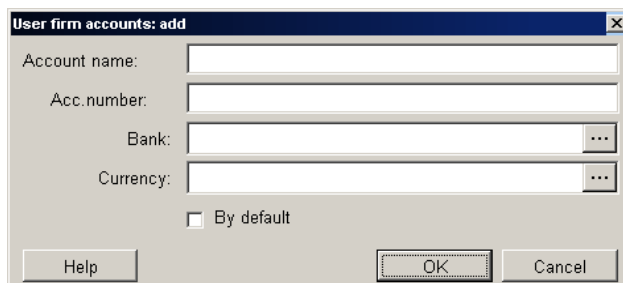 User firm accounts: add
Account name:
Acc.number:
Bank:
...
Currency:
...
By default
Help OK Cancel